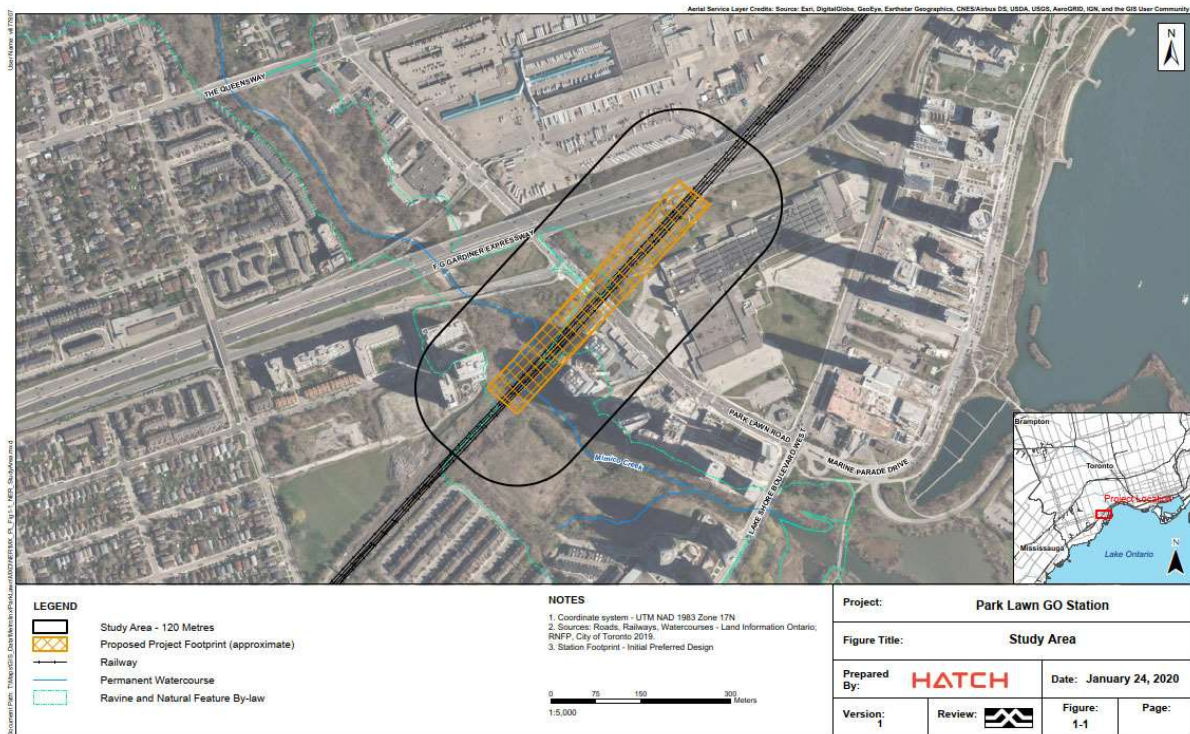 Aerial Service Layer Credits: Source: Esri, DigitalGlobe, GeoEye, Earthstar Geographics, CNES/Airbus DS, USDA, USGS, AeroGRID, IGN, and the GIS User Community
N
THE QUEENSWAY
F G GARDINER EXPRESSWAY
PARK LAWN ROAD
MARINE PARADE DRIVE
LAKE SHORE BOULEVARD WEST
Mimico Creek
Brampton
Toronto
Project Location
Mississauga
Lake Ontario
N
LEGEND
Study Area - 120 Metres
Proposed Project Footprint (approximate)
Railway
Permanent Watercourse
Ravine and Natural Feature By-law
NOTES
1. Coordinate system - UTM NAD 1983 Zone 17N
2. Sources: Roads, Railways, Watercourses - Land Information Ontario;
RNFP, City of Toronto 2019.
3. Station Footprint - Initial Preferred Design
0 75 150 300
Meters
1:5,000
Project: Park Lawn GO Station
Figure Title: Study Area
Prepared By: HATCH
Date: January 24, 2020
Version: 1
Review:
Figure: 1-1
Page: